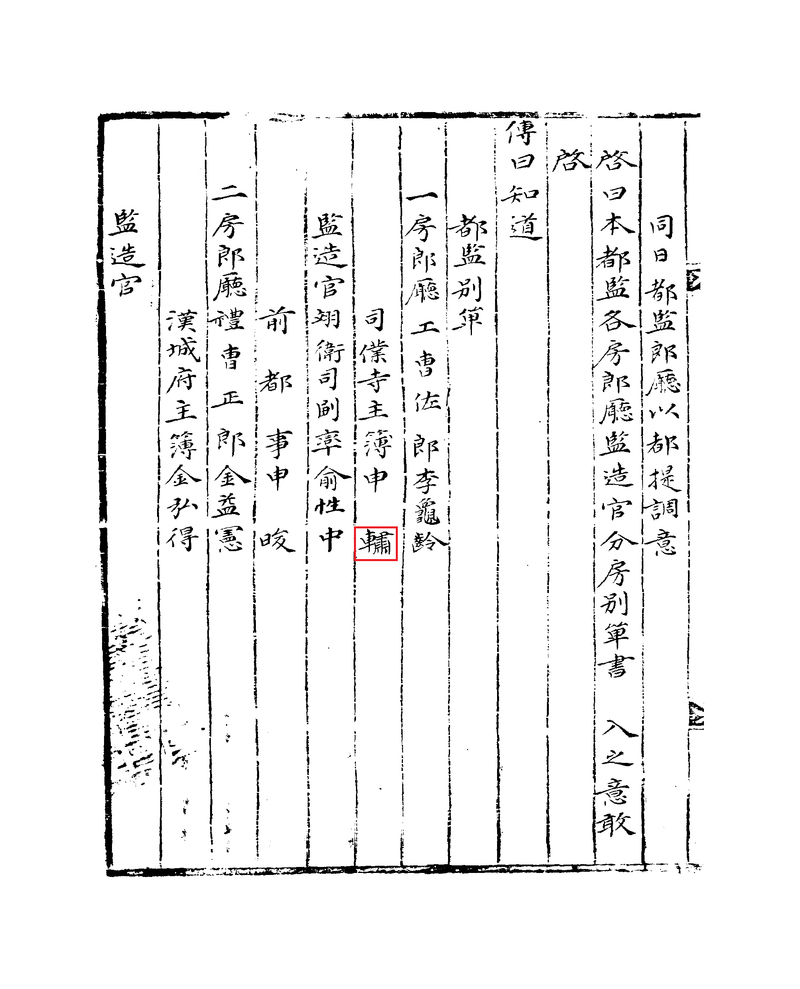 同日都監郎廳以都提調意
啓曰本都監各房郎廳監造官分房別單書 入之意敢
啓
傳曰知道
都監別單
一房郎廳工曹佐郎李龜齡
司僕寺主簿申
監造官翊衛司副率兪性中
前都事申晙
二房郎廳禮曹正郎金益憲
漢城府主簿金弘得
監造官